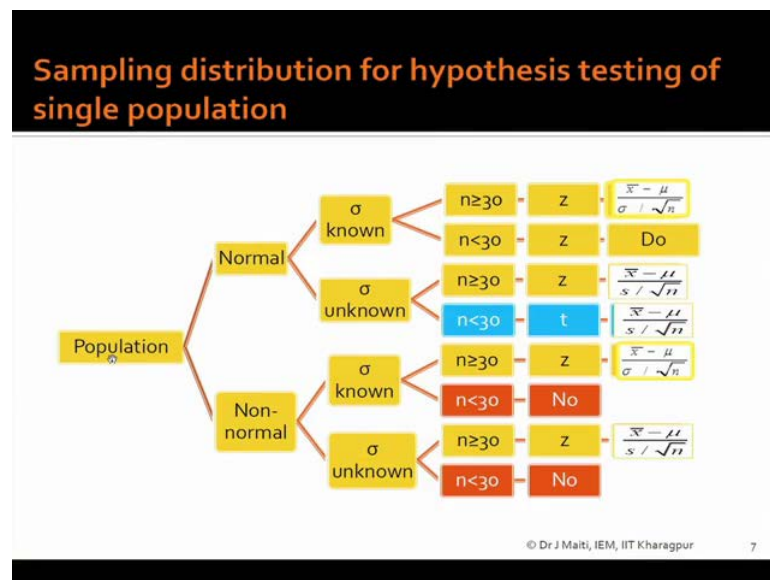 Sampling distribution for hypothesis testing of
single population
Population
Normal
σ
known
n≥30
z
x̄ - μ
σ / √n
n<30
z
Do
σ
unknown
n≥30
z
x̄ - μ
s / √n
n<30
t
x̄ - μ
s / √n
Non-
normal
σ
known
n≥30
z
x̄ - μ
σ / √n
n<30
No
σ
unknown
n≥30
z
x̄ - μ
s / √n
n<30
No
© Dr J Maiti, IEM, IIT Kharagpur
7